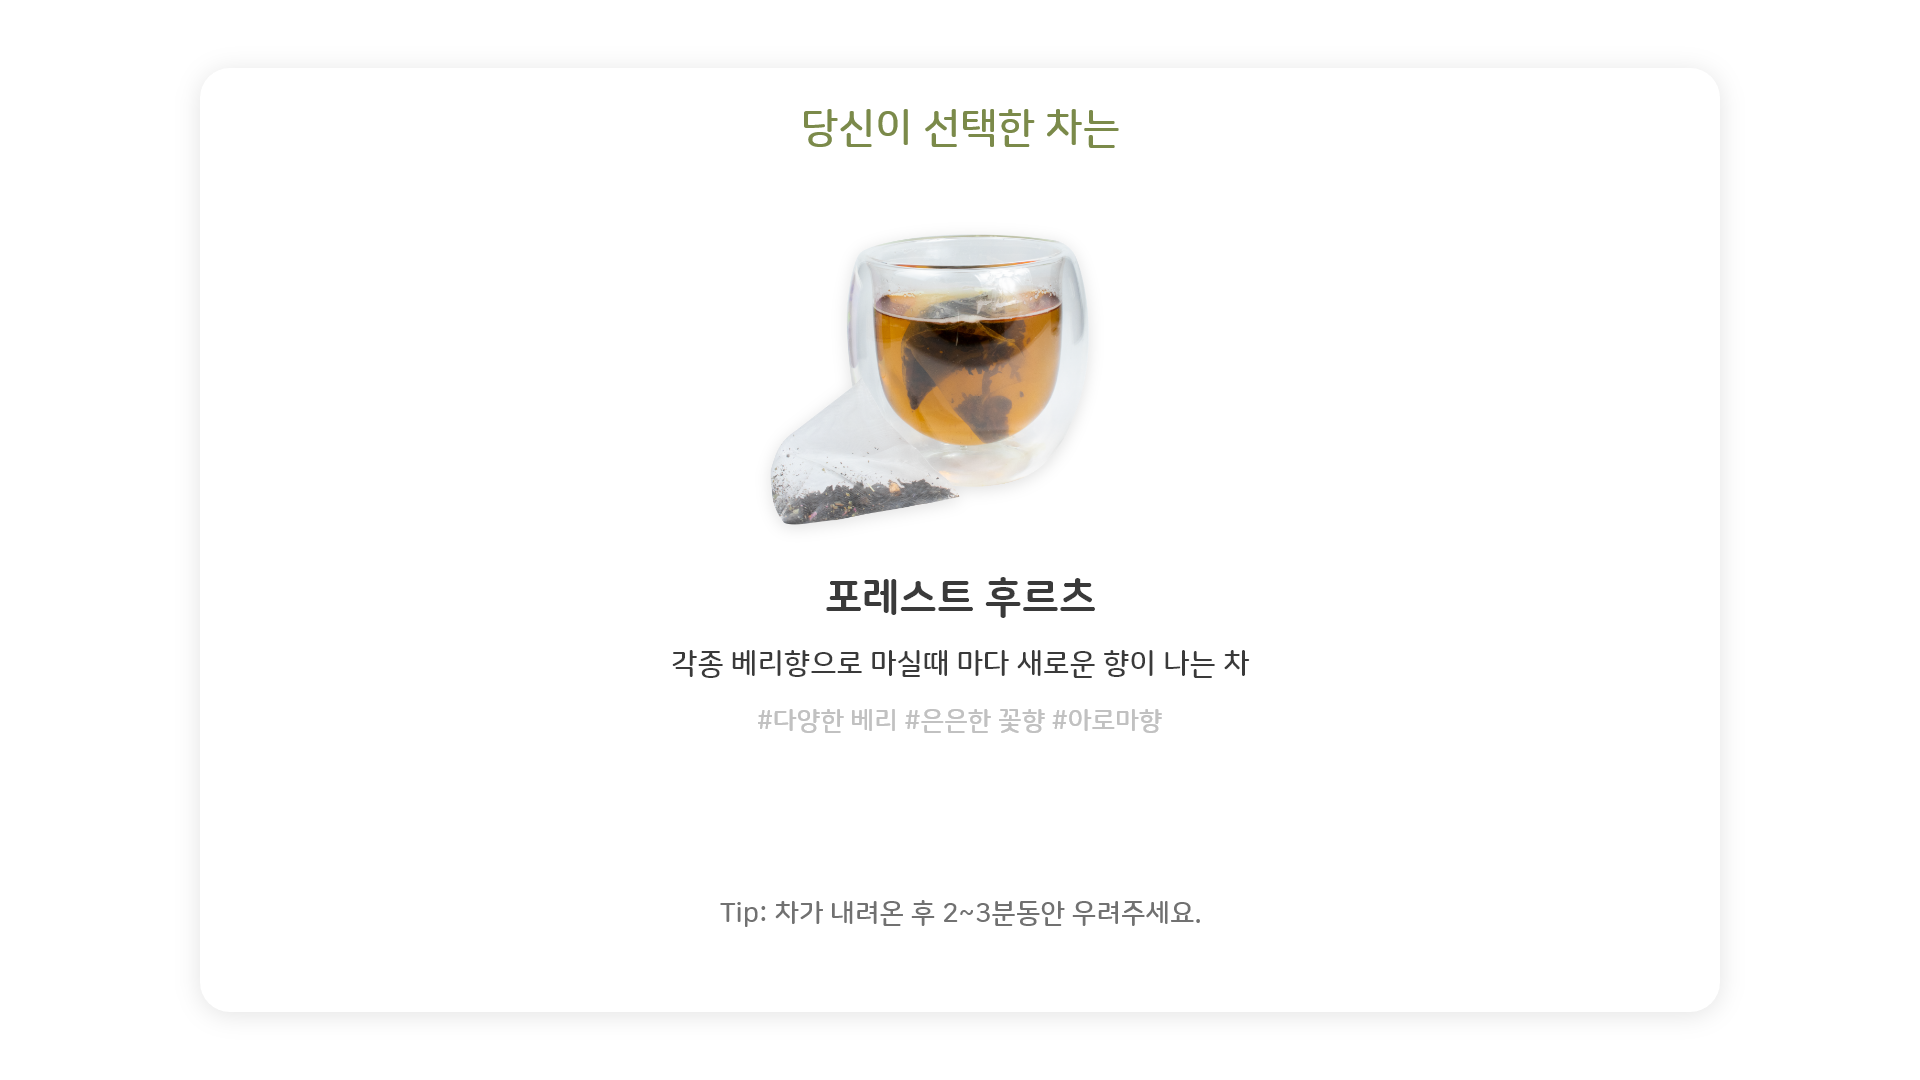 당신이 선택한 차는
포레스트 후르츠
각종 베리향으로 마실때 마다 새로운 향이 나는 차
#다양한 베리 #은은한 꽃향 #아로마향
Tip: 차가 내려온 후 2~3분동안 우려주세요.